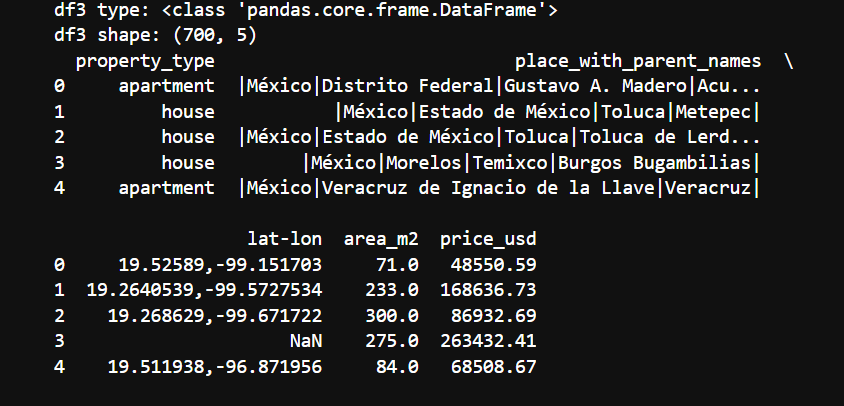 df3 type: <class 'pandas.core.frame.DataFrame'>
df3 shape: (700, 5)
  property_type                           place_with_parent_names  \
0     apartment  |México|Distrito Federal|Gustavo A. Madero|Acu...
1         house           |México|Estado de México|Toluca|Metepec|
2         house  |México|Estado de México|Toluca|Toluca de Lerd...
3         house        |México|Morelos|Temixco|Burgos Bugambilias|
4     apartment  |México|Veracruz de Ignacio de la Llave|Veracruz|

                  lat-lon  area_m2  price_usd
0     19.52589,-99.151703     71.0   48550.59
1  19.2640539,-99.5727534    233.0  168636.73
2    19.268629,-99.671722    300.0   86932.69
3                     NaN    275.0  263432.41
4    19.511938,-96.871956     84.0   68508.67